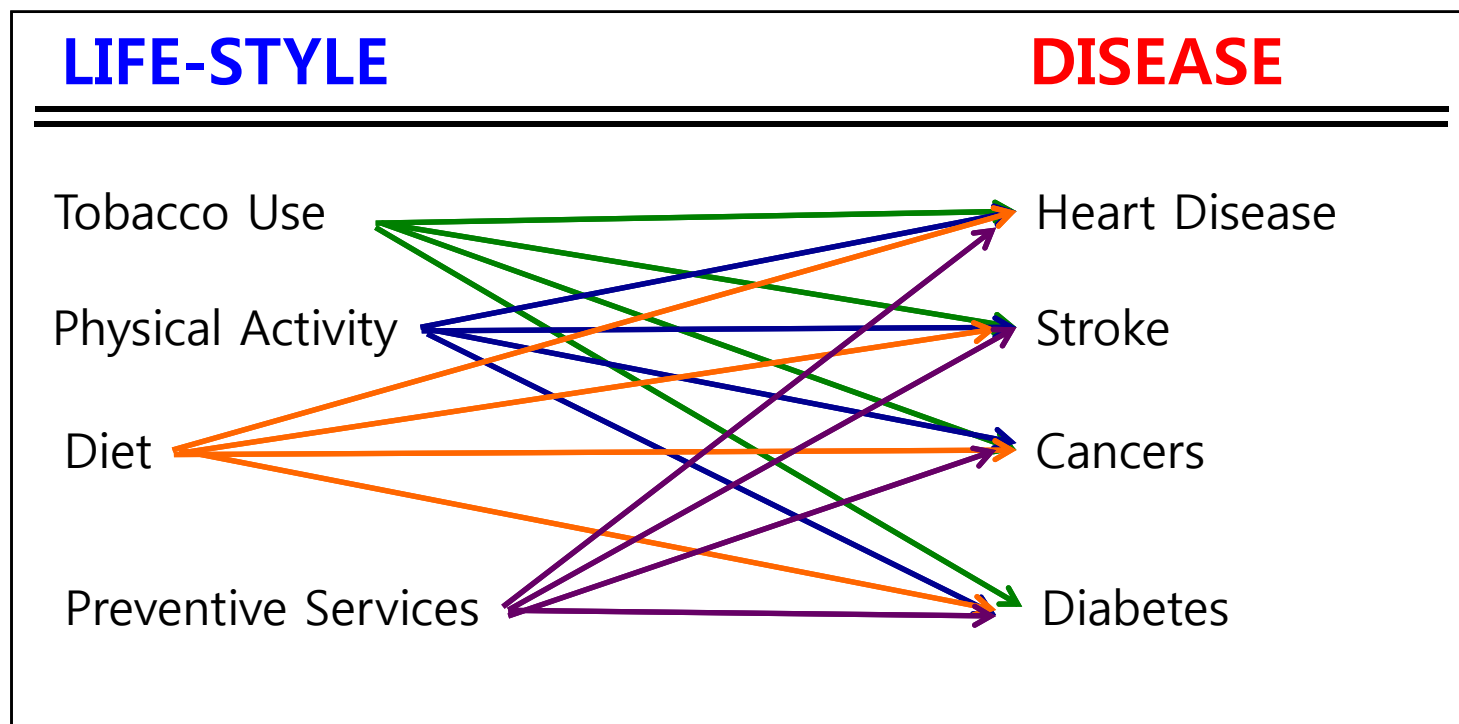 LIFE-STYLE DISEASE
Tobacco Use Heart Disease
Physical Activity Stroke
Diet Cancers
Preventive Services Diabetes